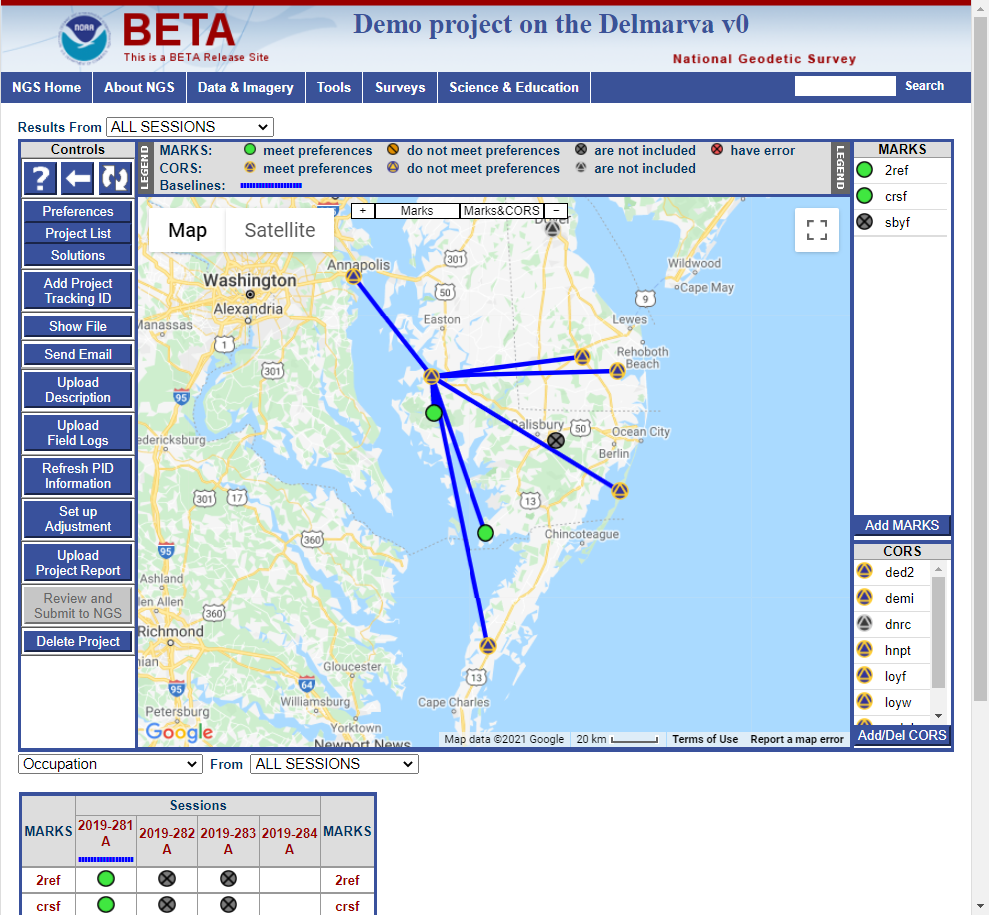 NOAA
BETA
This is a BETA Release Site
Demo project on the Delmarva v0
National Geodetic Survey
NGS Home
About NGS
Data & Imagery
Tools
Surveys
Science & Education
Search
Results From ALL SESSIONS
Controls
?
Preferences
Project List
Solutions
Add Project
Tracking ID
Show File
Send Email
Upload
Description
Upload
Field Logs
Refresh PID
Information
Set up
Adjustment
Upload
Project Report
Review and
Submit to NGS
Delete Project
LEGEND
MARKS: meet preferences do not meet preferences are not included have error
CORS: meet preferences do not meet preferences are not included
Baselines:
LEGEND
+ Marks Marks&CORS −
Map Satellite
Dover
Annapolis
301
Wildwood
Cape May
Washington
50
9
Alexandria
Easton
Lewes
Manassas
1
Rehoboth
Beach
301
95
Salisbury
50
Ocean City
edericksburg
Berlin
301
17
13
360
Chincoteague
95
Ashland
len Allen
360
Richmond
nian
Gloucester
64
95
13
Williamsburg
Cape Charles
Petersburg
Yorktown
Newport News
Google
Map data ©2021 Google 20 km Terms of Use Report a map error
MARKS
2ref
crsf
sbyf
Add MARKS
CORS
ded2
demi
dnrc
hnpt
loyf
loyw
Add/Del CORS
Occupation From ALL SESSIONS
MARKS
Sessions
MARKS
2019-281
A
2019-282
A
2019-283
A
2019-284
A
2ref 2ref
crsf crsf